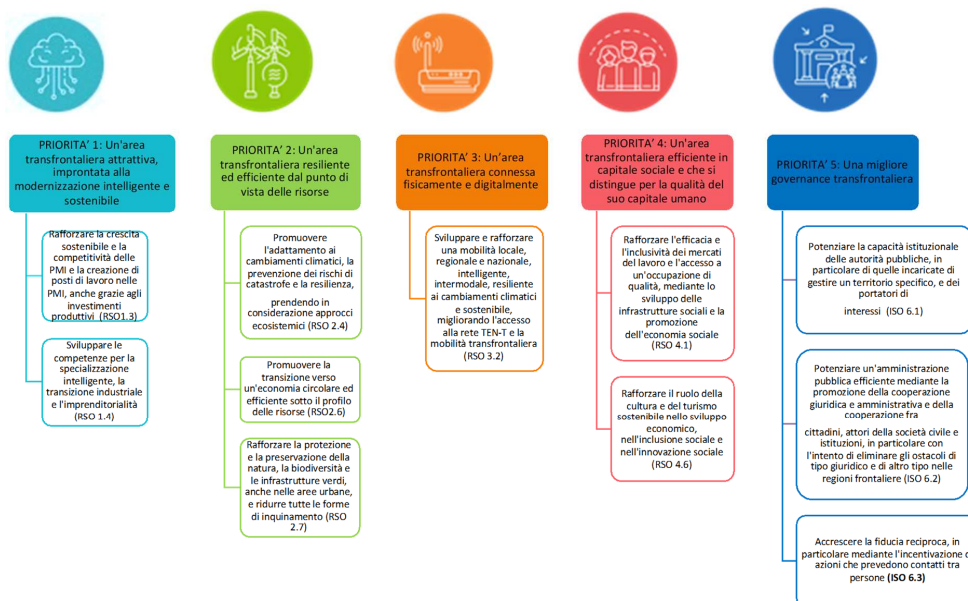 PRIORITA’ 1: Un'area
transfrontaliera attrattiva,
improntata alla
modernizzazione intelligente e
sostenibile
Rafforzare la crescita
sostenibile e la
competitività delle
PMI e la creazione di
posti di lavoro nelle
PMI, anche grazie agli
investimenti
produttivi (RSO1.3)
Sviluppare le
competenze per la
specializzazione
intelligente, la
transizione industriale
e l'imprenditorialità
(RSO 1.4)
PRIORITA’ 2: Un'area
transfrontaliera resiliente
ed efficiente dal punto di
vista delle risorse
Promuovere
l'adattamento ai
cambiamenti climatici, la
prevenzione dei rischi di
catastrofe e la resilienza,
prendendo in
considerazione approcci
ecosistemici (RSO 2.4)
Promuovere la
transizione verso
un'economia circolare ed
efficiente sotto il profilo
delle risorse (RSO2.6)
Rafforzare la protezione
e la preservazione della
natura, la biodiversità e
le infrastrutture verdi,
anche nelle aree urbane,
e ridurre tutte le forme
di inquinamento (RSO
2.7)
PRIORITA’ 3: Un’area
transfrontaliera connessa
fisicamente e digitalmente
Sviluppare e rafforzare
una mobilità locale,
regionale e nazionale,
intelligente,
intermodale, resiliente
ai cambiamenti climatici
e sostenibile,
migliorando l'accesso
alla rete TEN-T e la
mobilità transfrontaliera
(RSO 3.2)
PRIORITA’ 4: Un'area
transfrontaliera efficiente in
capitale sociale e che si
distingue per la qualità del
suo capitale umano
Rafforzare l'efficacia e
l'inclusività dei mercati
del lavoro e l'accesso a
un'occupazione di
qualità, mediante lo
sviluppo delle
infrastrutture sociali e la
promozione
dell'economia sociale
(RSO 4.1)
Rafforzare il ruolo della
cultura e del turismo
sostenibile nello sviluppo
economico,
nell'inclusione sociale e
nell'innovazione sociale
(RSO 4.6)
PRIORITA’ 5: Una migliore
governance transfrontaliera
Potenziare la capacità istituzionale
delle autorità pubbliche, in
particolare di quelle incaricate di
gestire un territorio specifico, e dei
portatori di
interessi (ISO 6.1)
Potenziare un'amministrazione
pubblica efficiente mediante la
promozione della cooperazione
giuridica e amministrativa e della
cooperazione fra
cittadini, attori della società civile e
istituzioni, in particolare con
l'intento di eliminare gli ostacoli di
tipo giuridico e di altro tipo nelle
regioni frontaliere (ISO 6.2)
Accrescere la fiducia reciproca, in
particolare mediante l'incentivazione
azioni che prevedono contatti tra
persone (ISO 6.3)